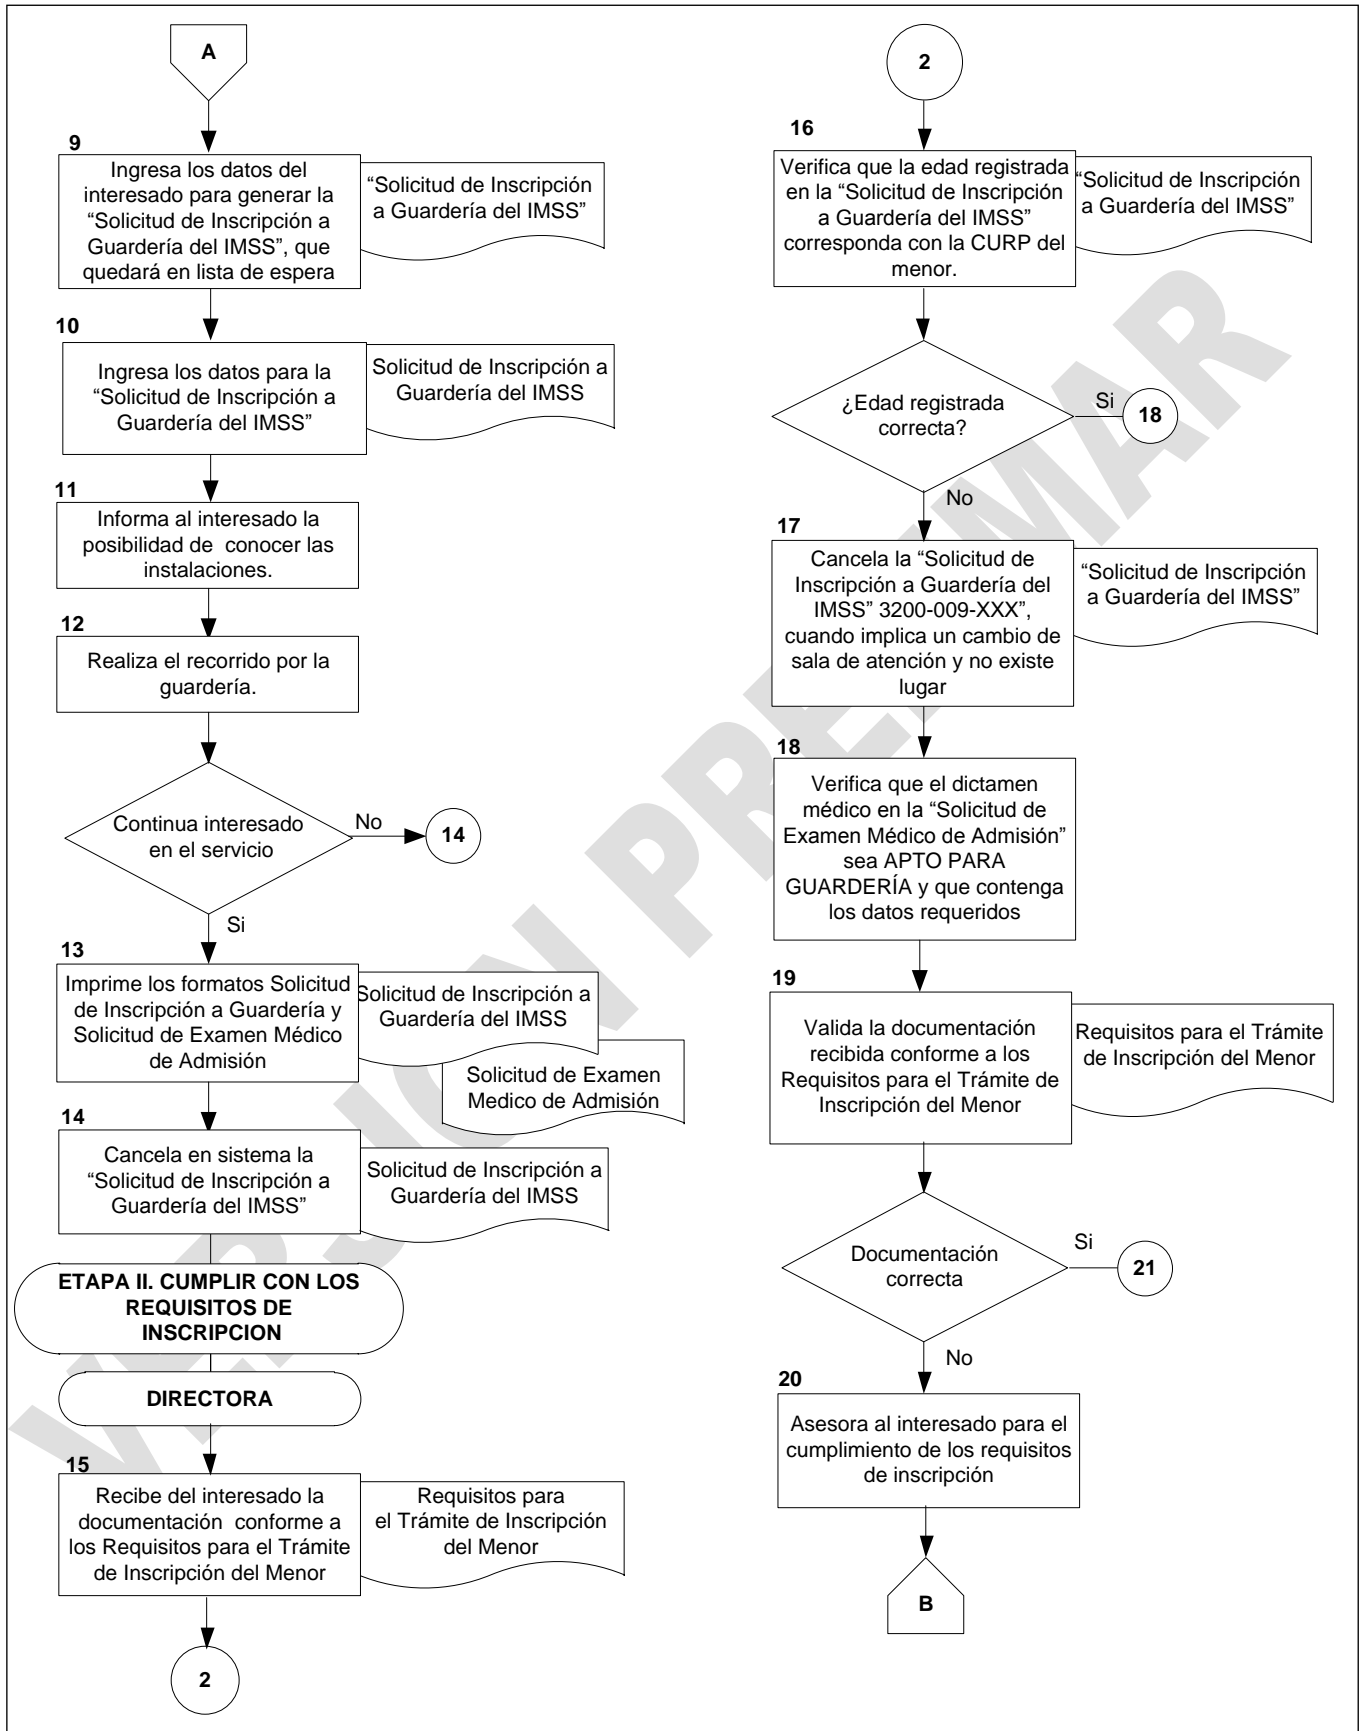 A
9
Ingresa los datos del
interesado para generar la
“Solicitud de Inscripción a
Guardería del IMSS”, que
quedará en lista de espera
“Solicitud de Inscripción
a Guardería del IMSS”
10
Ingresa los datos para la
“Solicitud de Inscripción a
Guardería del IMSS”
Solicitud de Inscripción a
Guardería del IMSS
11
Informa al interesado la
posibilidad de conocer las
instalaciones.
12
Realiza el recorrido por la
guardería.
Continua interesado
en el servicio
No
14
Si
13
Imprime los formatos Solicitud
de Inscripción a Guardería y
Solicitud de Examen Médico
de Admisión
Solicitud de Inscripción a
Guardería del IMSS
Solicitud de Examen
Medico de Admisión
14
Cancela en sistema la
“Solicitud de Inscripción a
Guardería del IMSS”
Solicitud de Inscripción a
Guardería del IMSS
ETAPA II. CUMPLIR CON LOS
REQUISITOS DE
INSCRIPCION
DIRECTORA
15
Recibe del interesado la
documentación conforme a
los Requisitos para el Trámite
de Inscripción del Menor
Requisitos para
el Trámite de Inscripción
del Menor
2
2
16
Verifica que la edad registrada
en la “Solicitud de Inscripción
a Guardería del IMSS”
corresponda con la CURP del
menor.
“Solicitud de Inscripción
a Guardería del IMSS”
¿Edad registrada
correcta?
Si
18
No
17
Cancela la “Solicitud de
Inscripción a Guardería del
IMSS” 3200-009-XXX”,
cuando implica un cambio de
sala de atención y no existe
lugar
“Solicitud de Inscripción
a Guardería del IMSS”
18
Verifica que el dictamen
médico en la “Solicitud de
Examen Médico de Admisión”
sea APTO PARA
GUARDERÍA y que contenga
los datos requeridos
19
Valida la documentación
recibida conforme a los
Requisitos para el Trámite de
Inscripción del Menor
Requisitos para el Trámite
de Inscripción del Menor
Documentación
correcta
Si
21
No
20
Asesora al interesado para el
cumplimiento de los requisitos
de inscripción
B